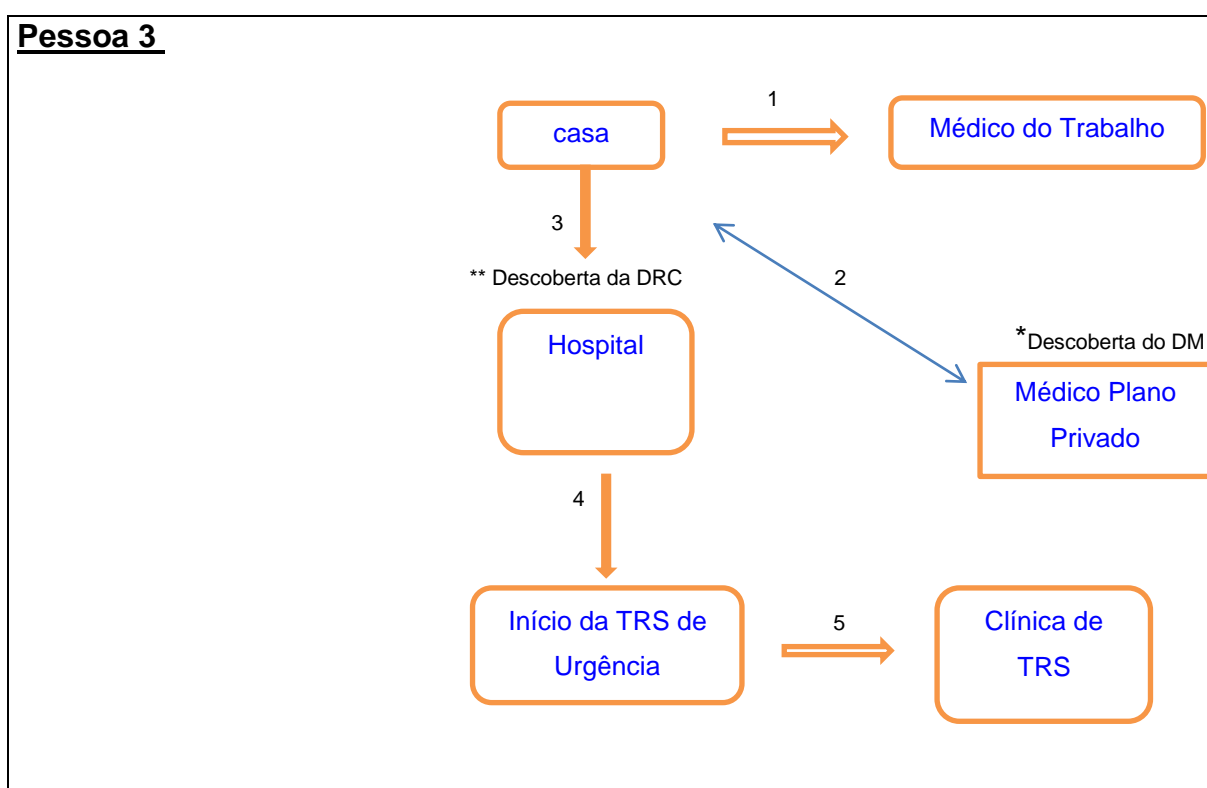 Pessoa 3
1
casa
Médico do Trabalho
3
** Descoberta da DRC
2
Hospital
*Descoberta do DM
Médico Plano
Privado
4
Início da TRS de
Urgência
5
Clínica de
TRS